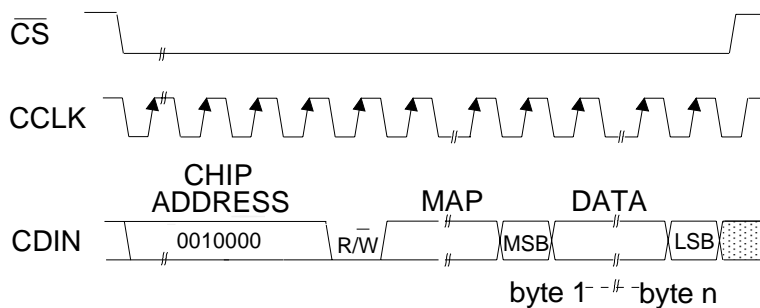 CS
CCLK
CHIP
ADDRESS
MAP
DATA
CDIN
0010000
R/W
MSB
LSB
byte 1
byte n